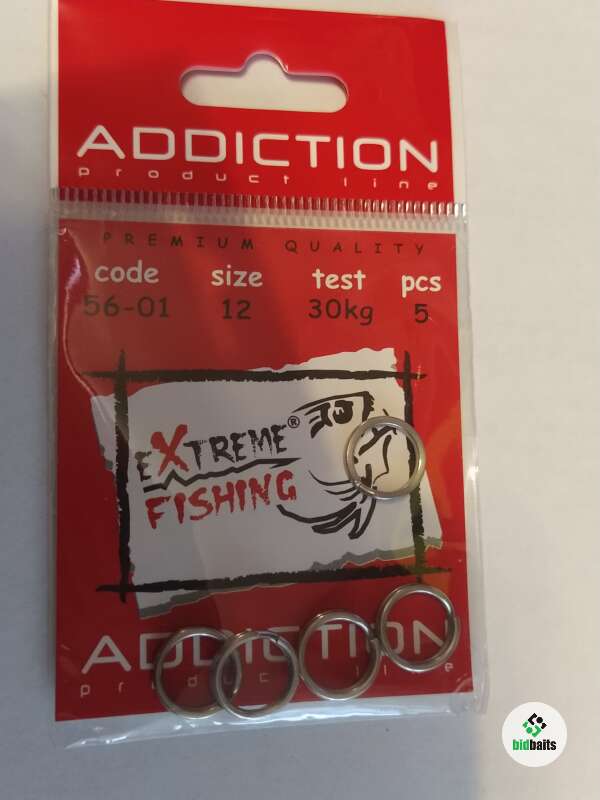 ADDICTION
product line
PREMIUM QUALITY
code size test pcs
56-01 12 30kg 5
eXTREME®
FISHING
ADDICTION
product line
bidbaits